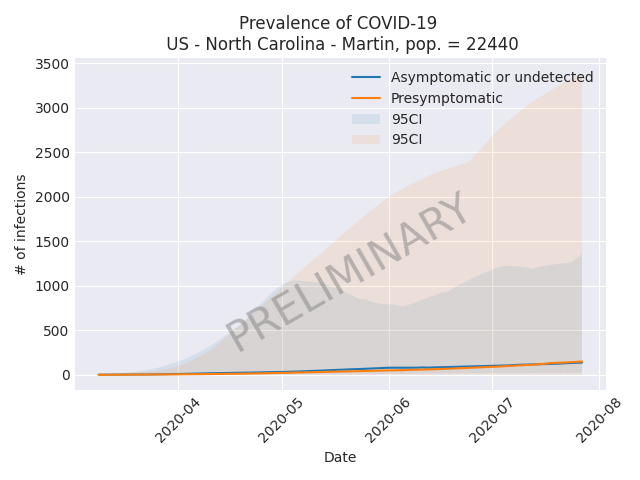 Prevalence of COVID-19
US - North Carolina - Martin, pop. = 22440
3500
3000
2500
2000
1500
1000
500
0
# of infections
Asymptomatic or undetected
Presymptomatic
95CI
95CI
PRELIMINARY
2020-04
2020-05
2020-06
2020-07
2020-08
Date